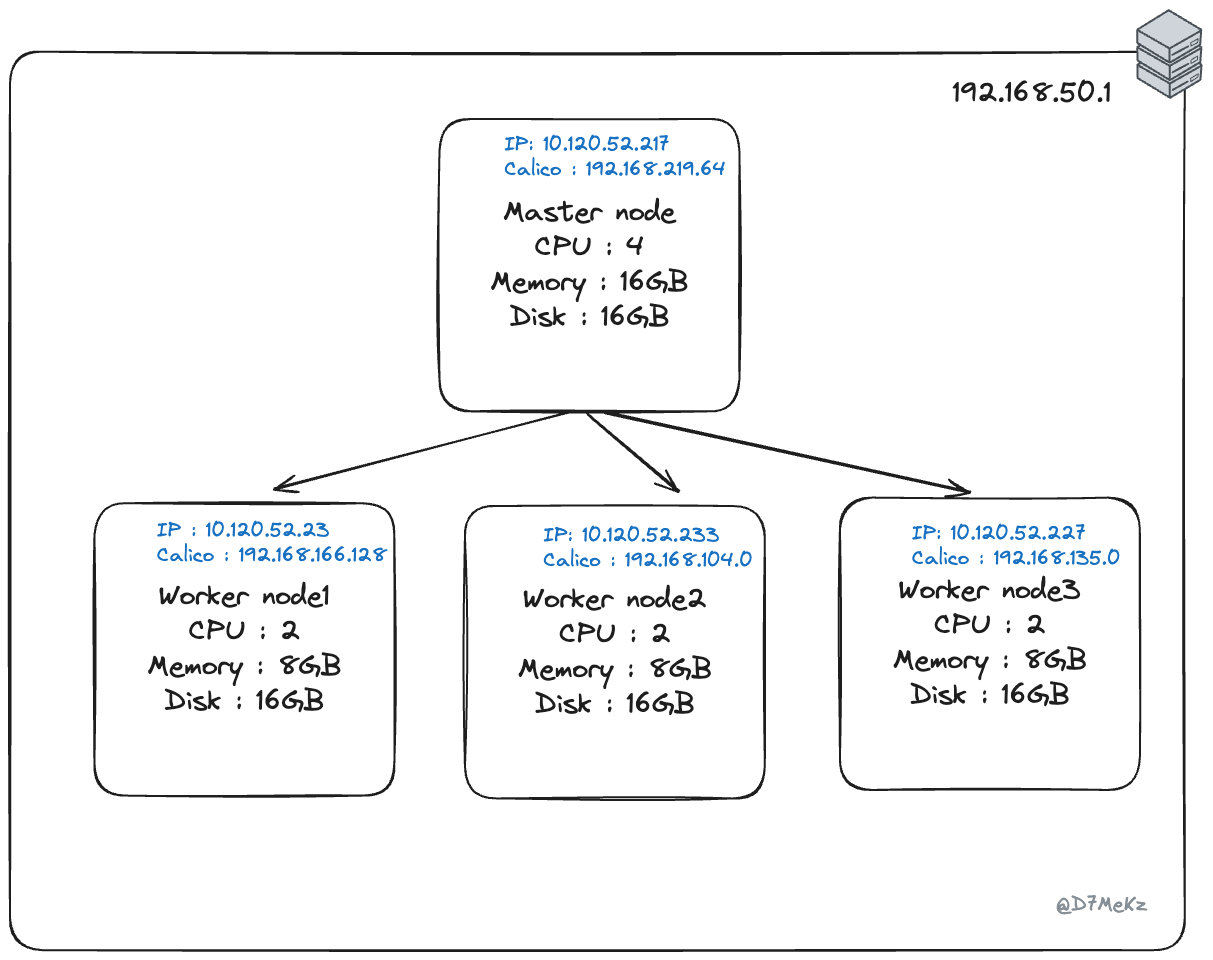 192.168.50.1
IP: 10.120.52.217
Calico : 192.168.219.64
Master node
CPU : 4
Memory : 16GB
Disk : 16GB
IP : 10.120.52.23
Calico : 192.168.166.128
Worker node1
CPU : 2
Memory : 8GB
Disk : 16GB
IP: 10.120.52.233
Calico : 192.168.104.0
Worker node2
CPU : 2
Memory : 8GB
Disk : 16GB
IP: 10.120.52.227
Calico : 192.168.135.0
Worker node3
CPU : 2
Memory : 8GB
Disk : 16GB
@D7MeKz